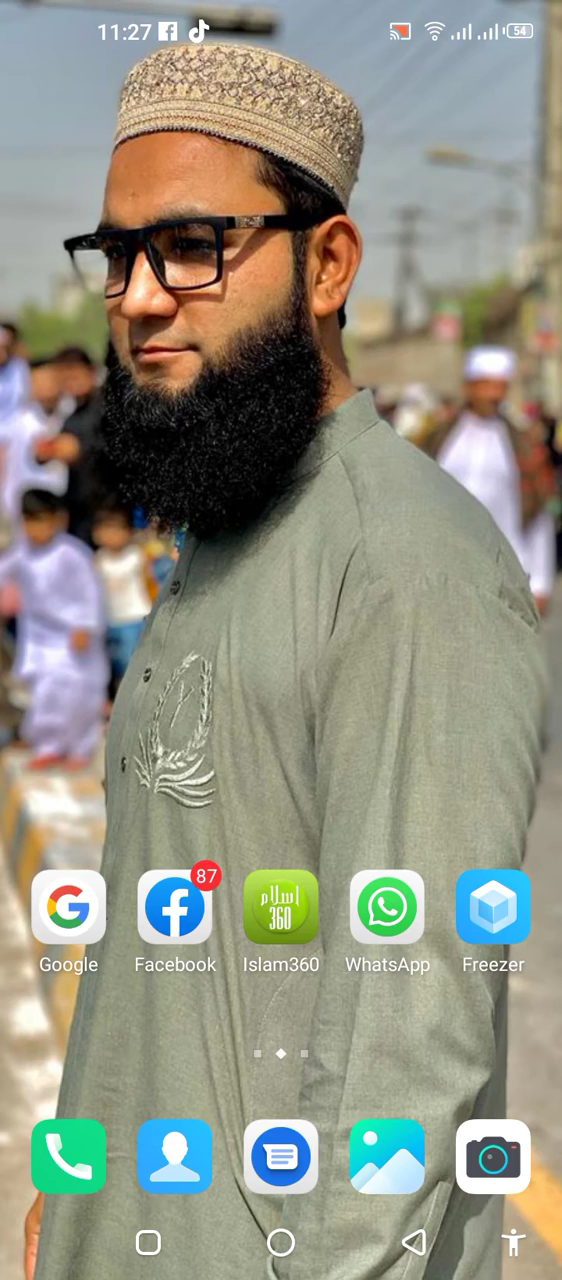 11:27
54
87
اسلام
360
Google
Facebook
Islam360
WhatsApp
Freezer